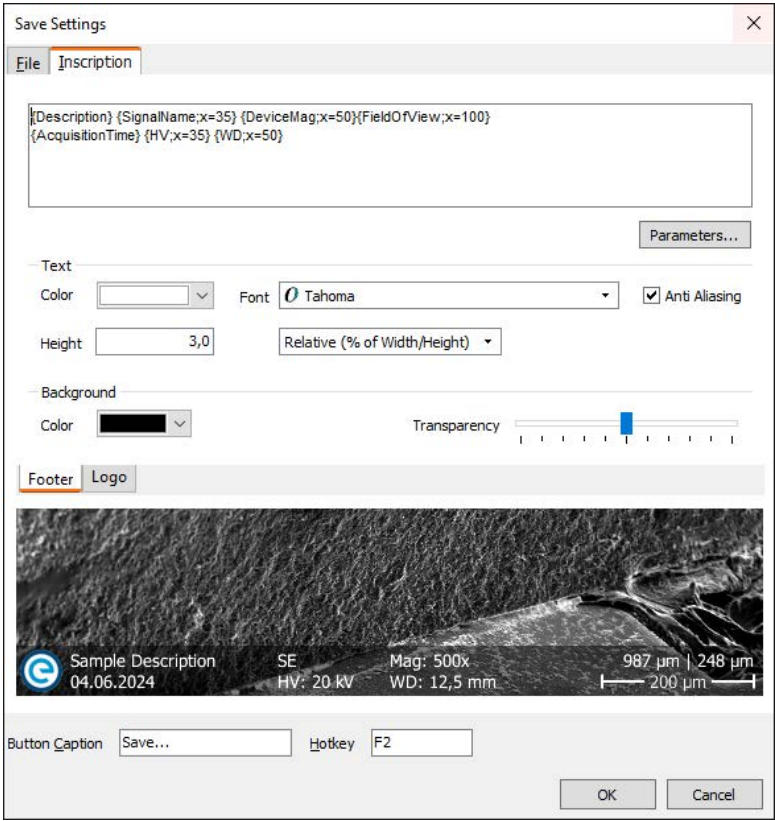 Save Settings
File Inscription
{Description} {SignalName;x=35} {DeviceMag;x=50}{FieldOfView;x=100}
{AcquisitionTime} {HV;x=35} {WD;x=50}
Parameters...
Text
Color Font O Tahoma Anti Aliasing
Height 3,0 Relative (% of Width/Height)
Background
Color Transparency
Footer Logo
Sample Description SE Mag: 500x 987 µm | 248 µm
04.06.2024 HV: 20 kV WD: 12,5 mm 200 µm
Button Caption Save... Hotkey F2
OK Cancel